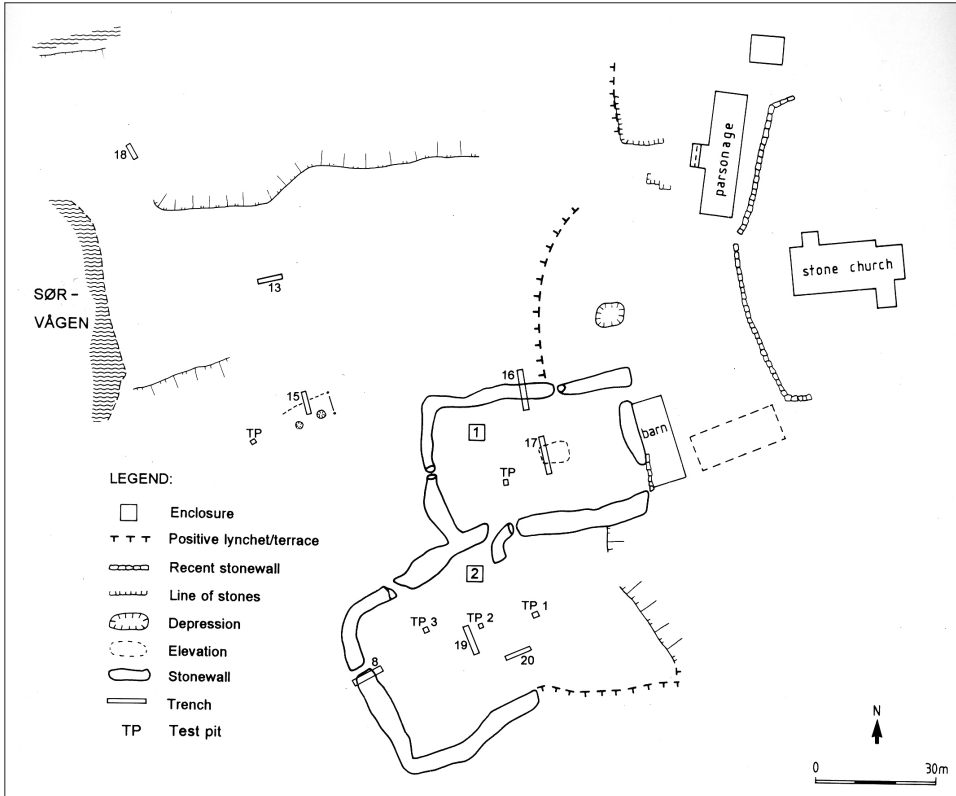 parsonage
stone church
18
SØR-
VÅGEN
13
16
15
TP
1
17
TP
barn
LEGEND:
Enclosure
Positive lynchet/terrace
Recent stonewall
Line of stones
Depression
Elevation
Stonewall
Trench
TP Test pit
2
TP 3
TP 2
TP 1
19
20
8
N
0 30m